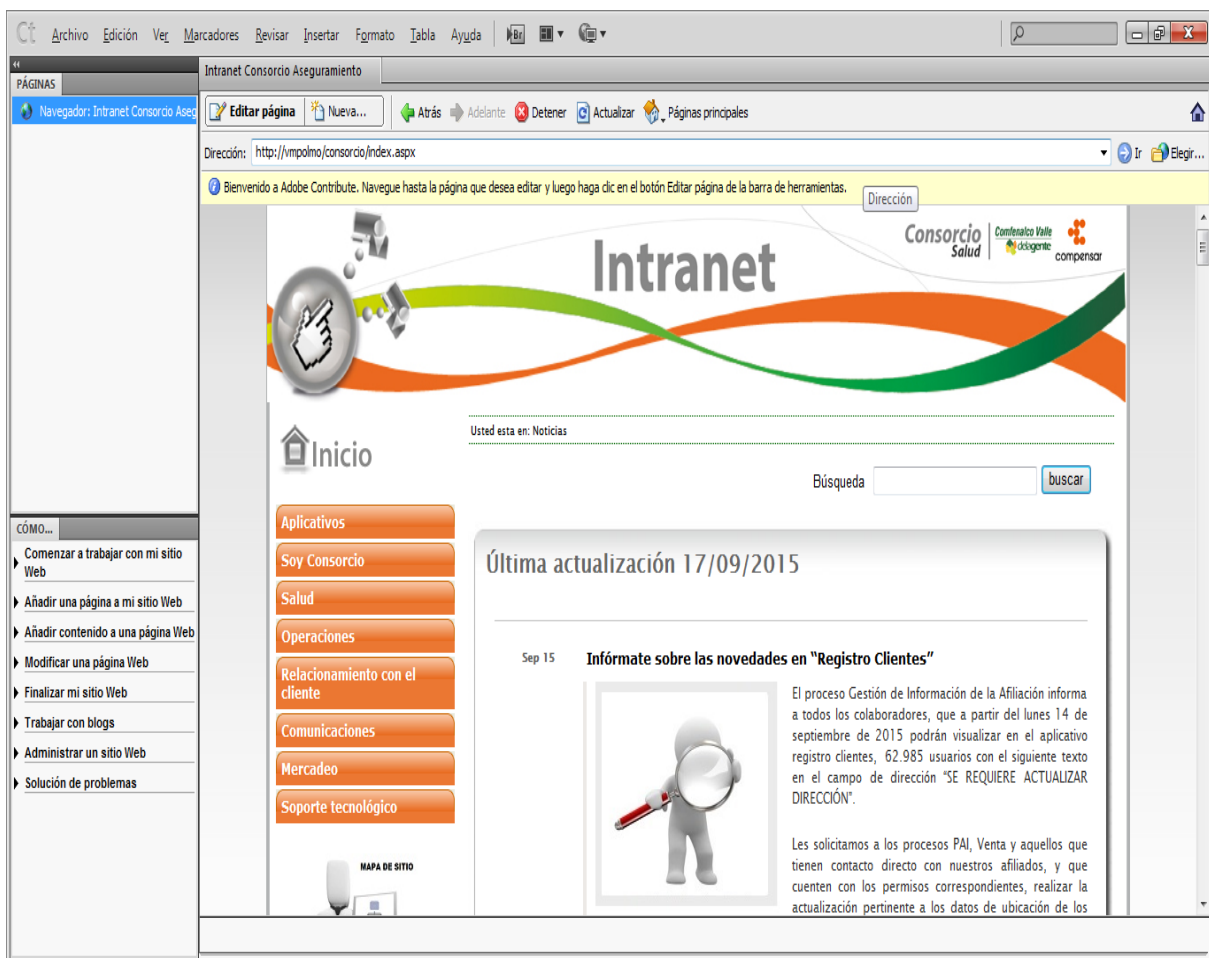 Ct Archivo Edición Ver Marcadores Revisar Insertar Formato Tabla Ayuda Br
PÁGINAS
Navegador: Intranet Consorcio Aseg
Intranet Consorcio Aseguramiento
Editar página Nueva... Atrás Adelante Detener Actualizar Páginas principales
Dirección: http://vmpolmo/consorcio/index.aspx Ir Elegir...
Bienvenido a Adobe Contribute. Navegue hasta la página que desea editar y luego haga clic en el botón Editar página de la barra de herramientas.
Dirección
Intranet
Consorcio
Salud
Comfenalco Valle
delagente
compensar
Inicio
Usted esta en: Noticias
Búsqueda buscar
Aplicativos
Soy Consorcio
Salud
Operaciones
Relacionamiento con el
cliente
Comunicaciones
Mercadeo
Soporte tecnológico
MAPA DE SITIO
Última actualización 17/09/2015
Sep 15 Infórmate sobre las novedades en “Registro Clientes”
El proceso Gestión de Información de la Afiliación informa
a todos los colaboradores, que a partir del lunes 14 de
septiembre de 2015 podrán visualizar en el aplicativo
registro clientes, 62.985 usuarios con el siguiente texto
en el campo de dirección “SE REQUIERE ACTUALIZAR
DIRECCIÓN”.
Les solicitamos a los procesos PAI, Venta y aquellos que
tienen contacto directo con nuestros afiliados, y que
cuenten con los permisos correspondientes, realizar la
actualización pertinente a los datos de ubicación de los
CÓMO...
Comenzar a trabajar con mi sitio
Web
Añadir una página a mi sitio Web
Añadir contenido a una página Web
Modificar una página Web
Finalizar mi sitio Web
Trabajar con blogs
Administrar un sitio Web
Solución de problemas